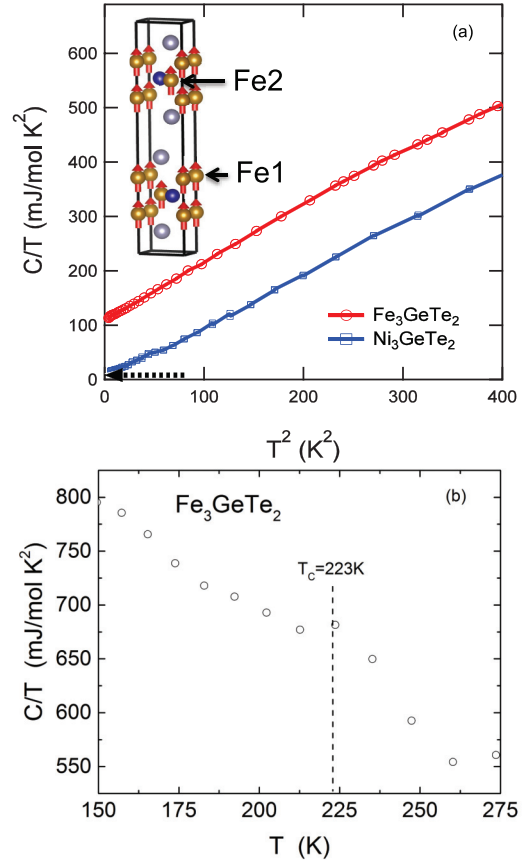 (a)
600
500
400
300
200
100
0
C/T (mJ/mol K²)
Fe2
Fe1
Fe₃GeTe₂
Ni₃GeTe₂
0 100 200 300 400
T² (K²)
(b)
Fe₃GeTe₂
T_C=223K
800
750
700
650
600
550
C/T (mJ/mol K²)
150 175 200 225 250 275
T (K)